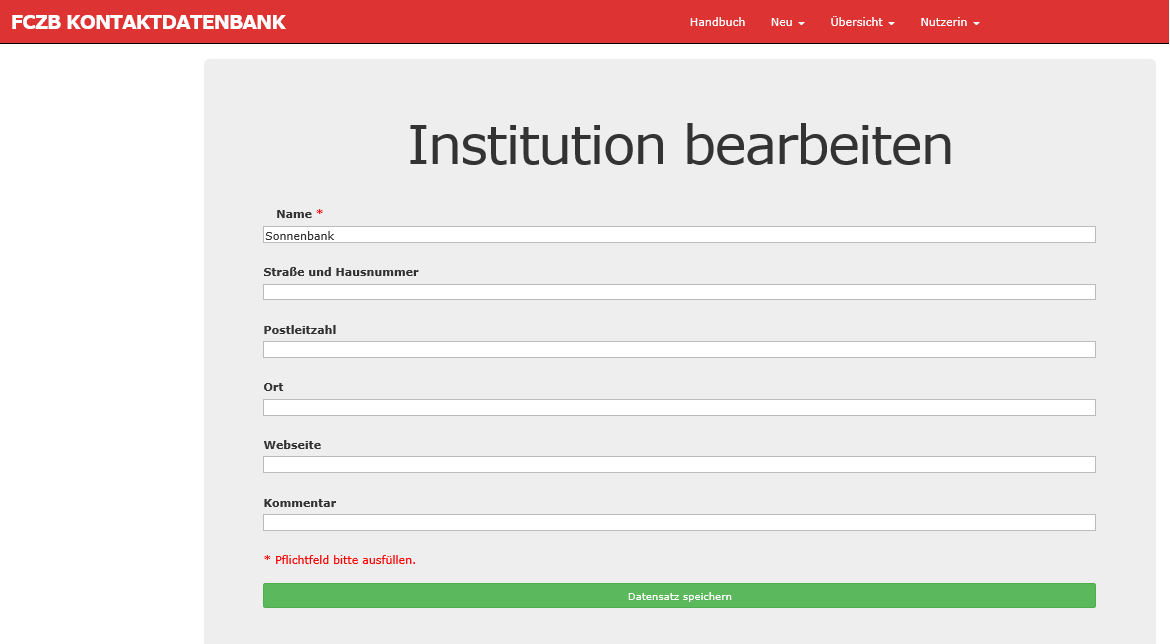 FCZB KONTAKTDATENBANK
Handbuch Neu Übersicht Nutzerin
Institution bearbeiten
Name *
Sonnenbank
Straße und Hausnummer
Postleitzahl
Ort
Webseite
Kommentar
* Pflichtfeld bitte ausfüllen.
Datensatz speichern